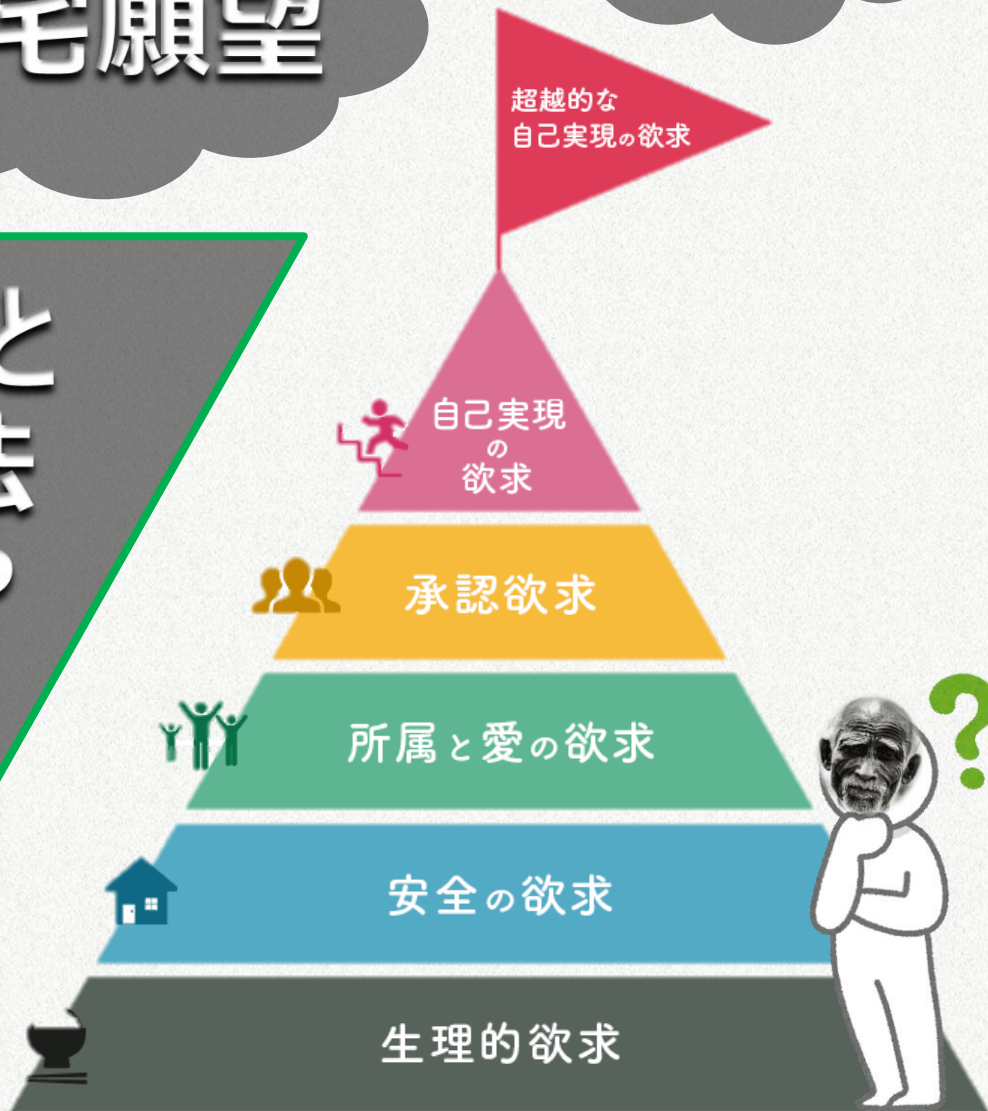 宅願望
超越的な
自己実現の欲求
と
自己実現
の
欲求
承認欲求
所属と愛の欲求
安全の欲求
生理的欲求
?